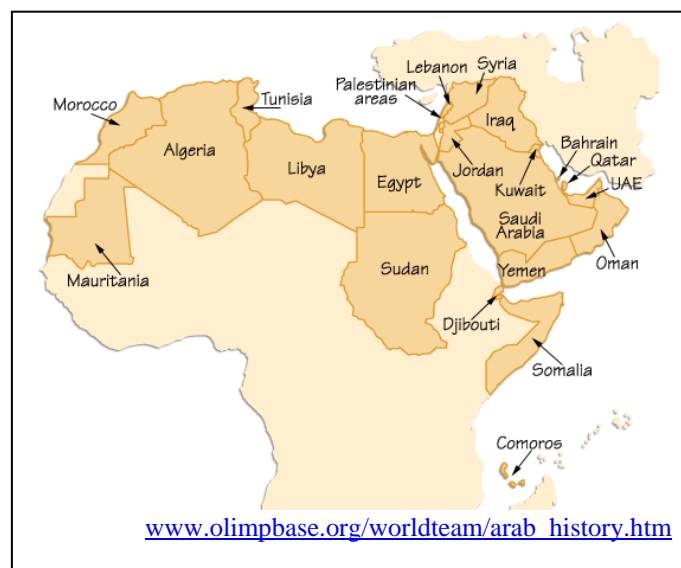 Lebanon
Syria
Palestinian
areas
Morocco
Tunisia
Iraq
Algeria
Bahrain
Qatar
Jordan
Libya
UAE
Egypt
Kuwait
Saudi
Arabia
Oman
Sudan
Yemen
Mauritania
Djibouti
Somalia
Comoros
www.olimpbase.org/worldteam/arab_history.htm